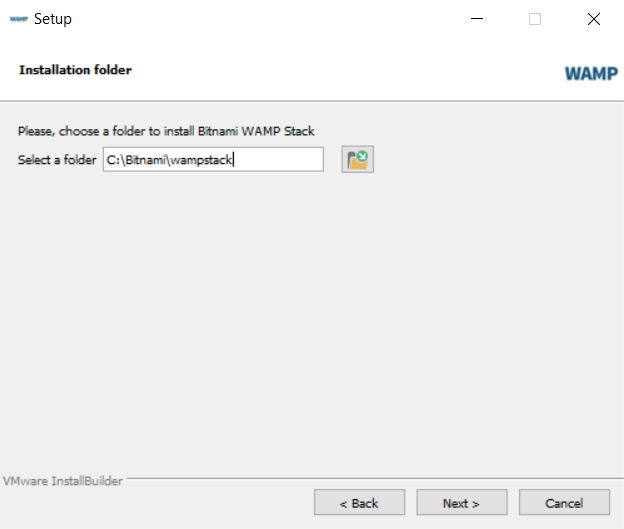 WAMP Setup
Installation folder
WAMP
Please, choose a folder to install Bitnami WAMP Stack
Select a folder C:\Bitnami\wampstack
VMware InstallBuilder
< Back Next > Cancel